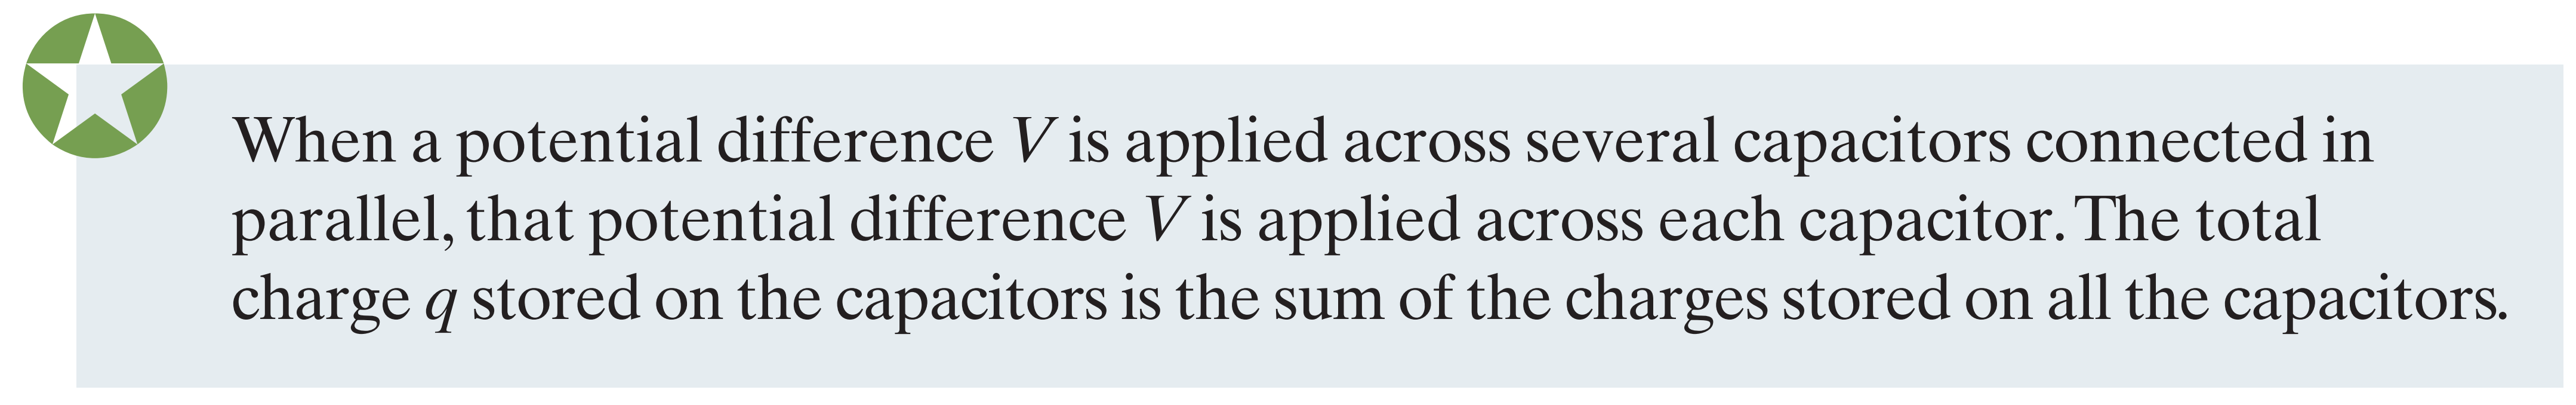 When a potential difference V is applied across several capacitors connected in
parallel, that potential difference V is applied across each capacitor. The total
charge q stored on the capacitors is the sum of the charges stored on all the capacitors.